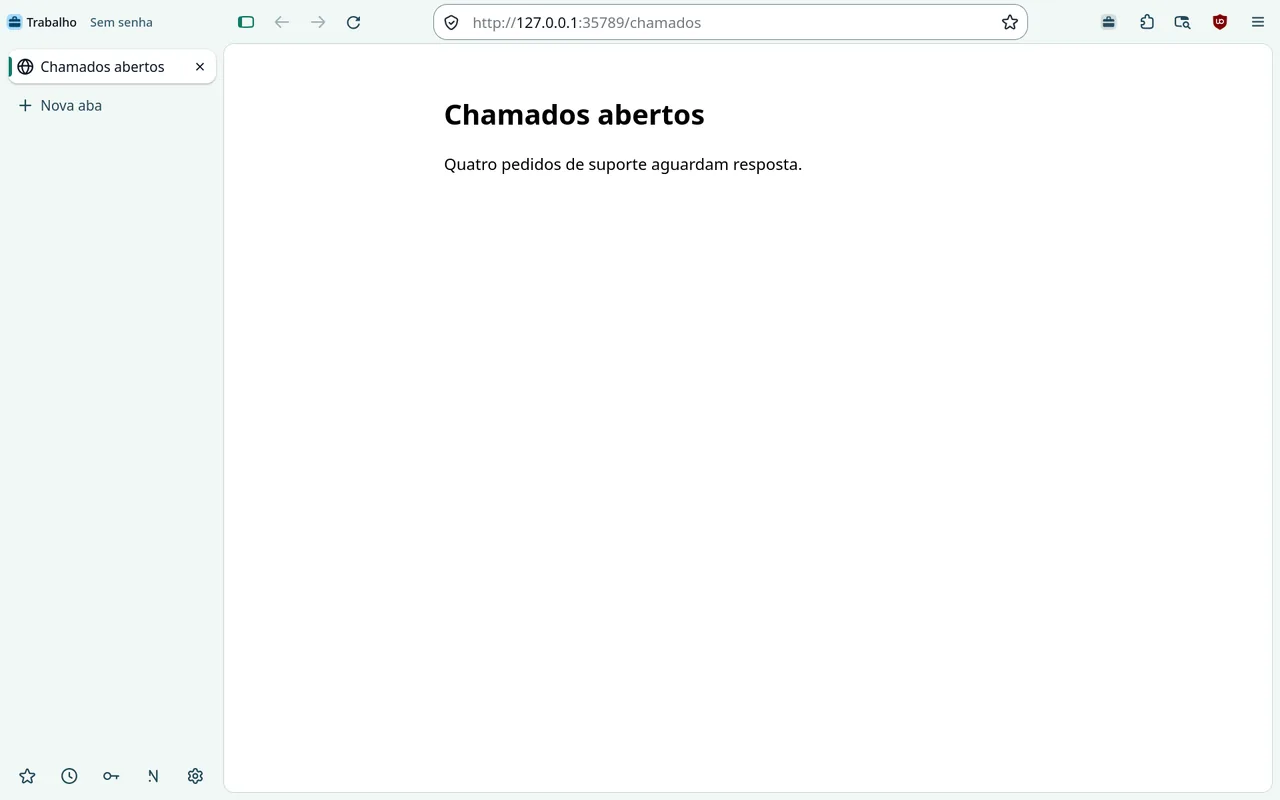 Trabalho Sem senha
http://127.0.0.1:35789/chamados
Chamados abertos
Nova aba
Chamados abertos
Quatro pedidos de suporte aguardam resposta.